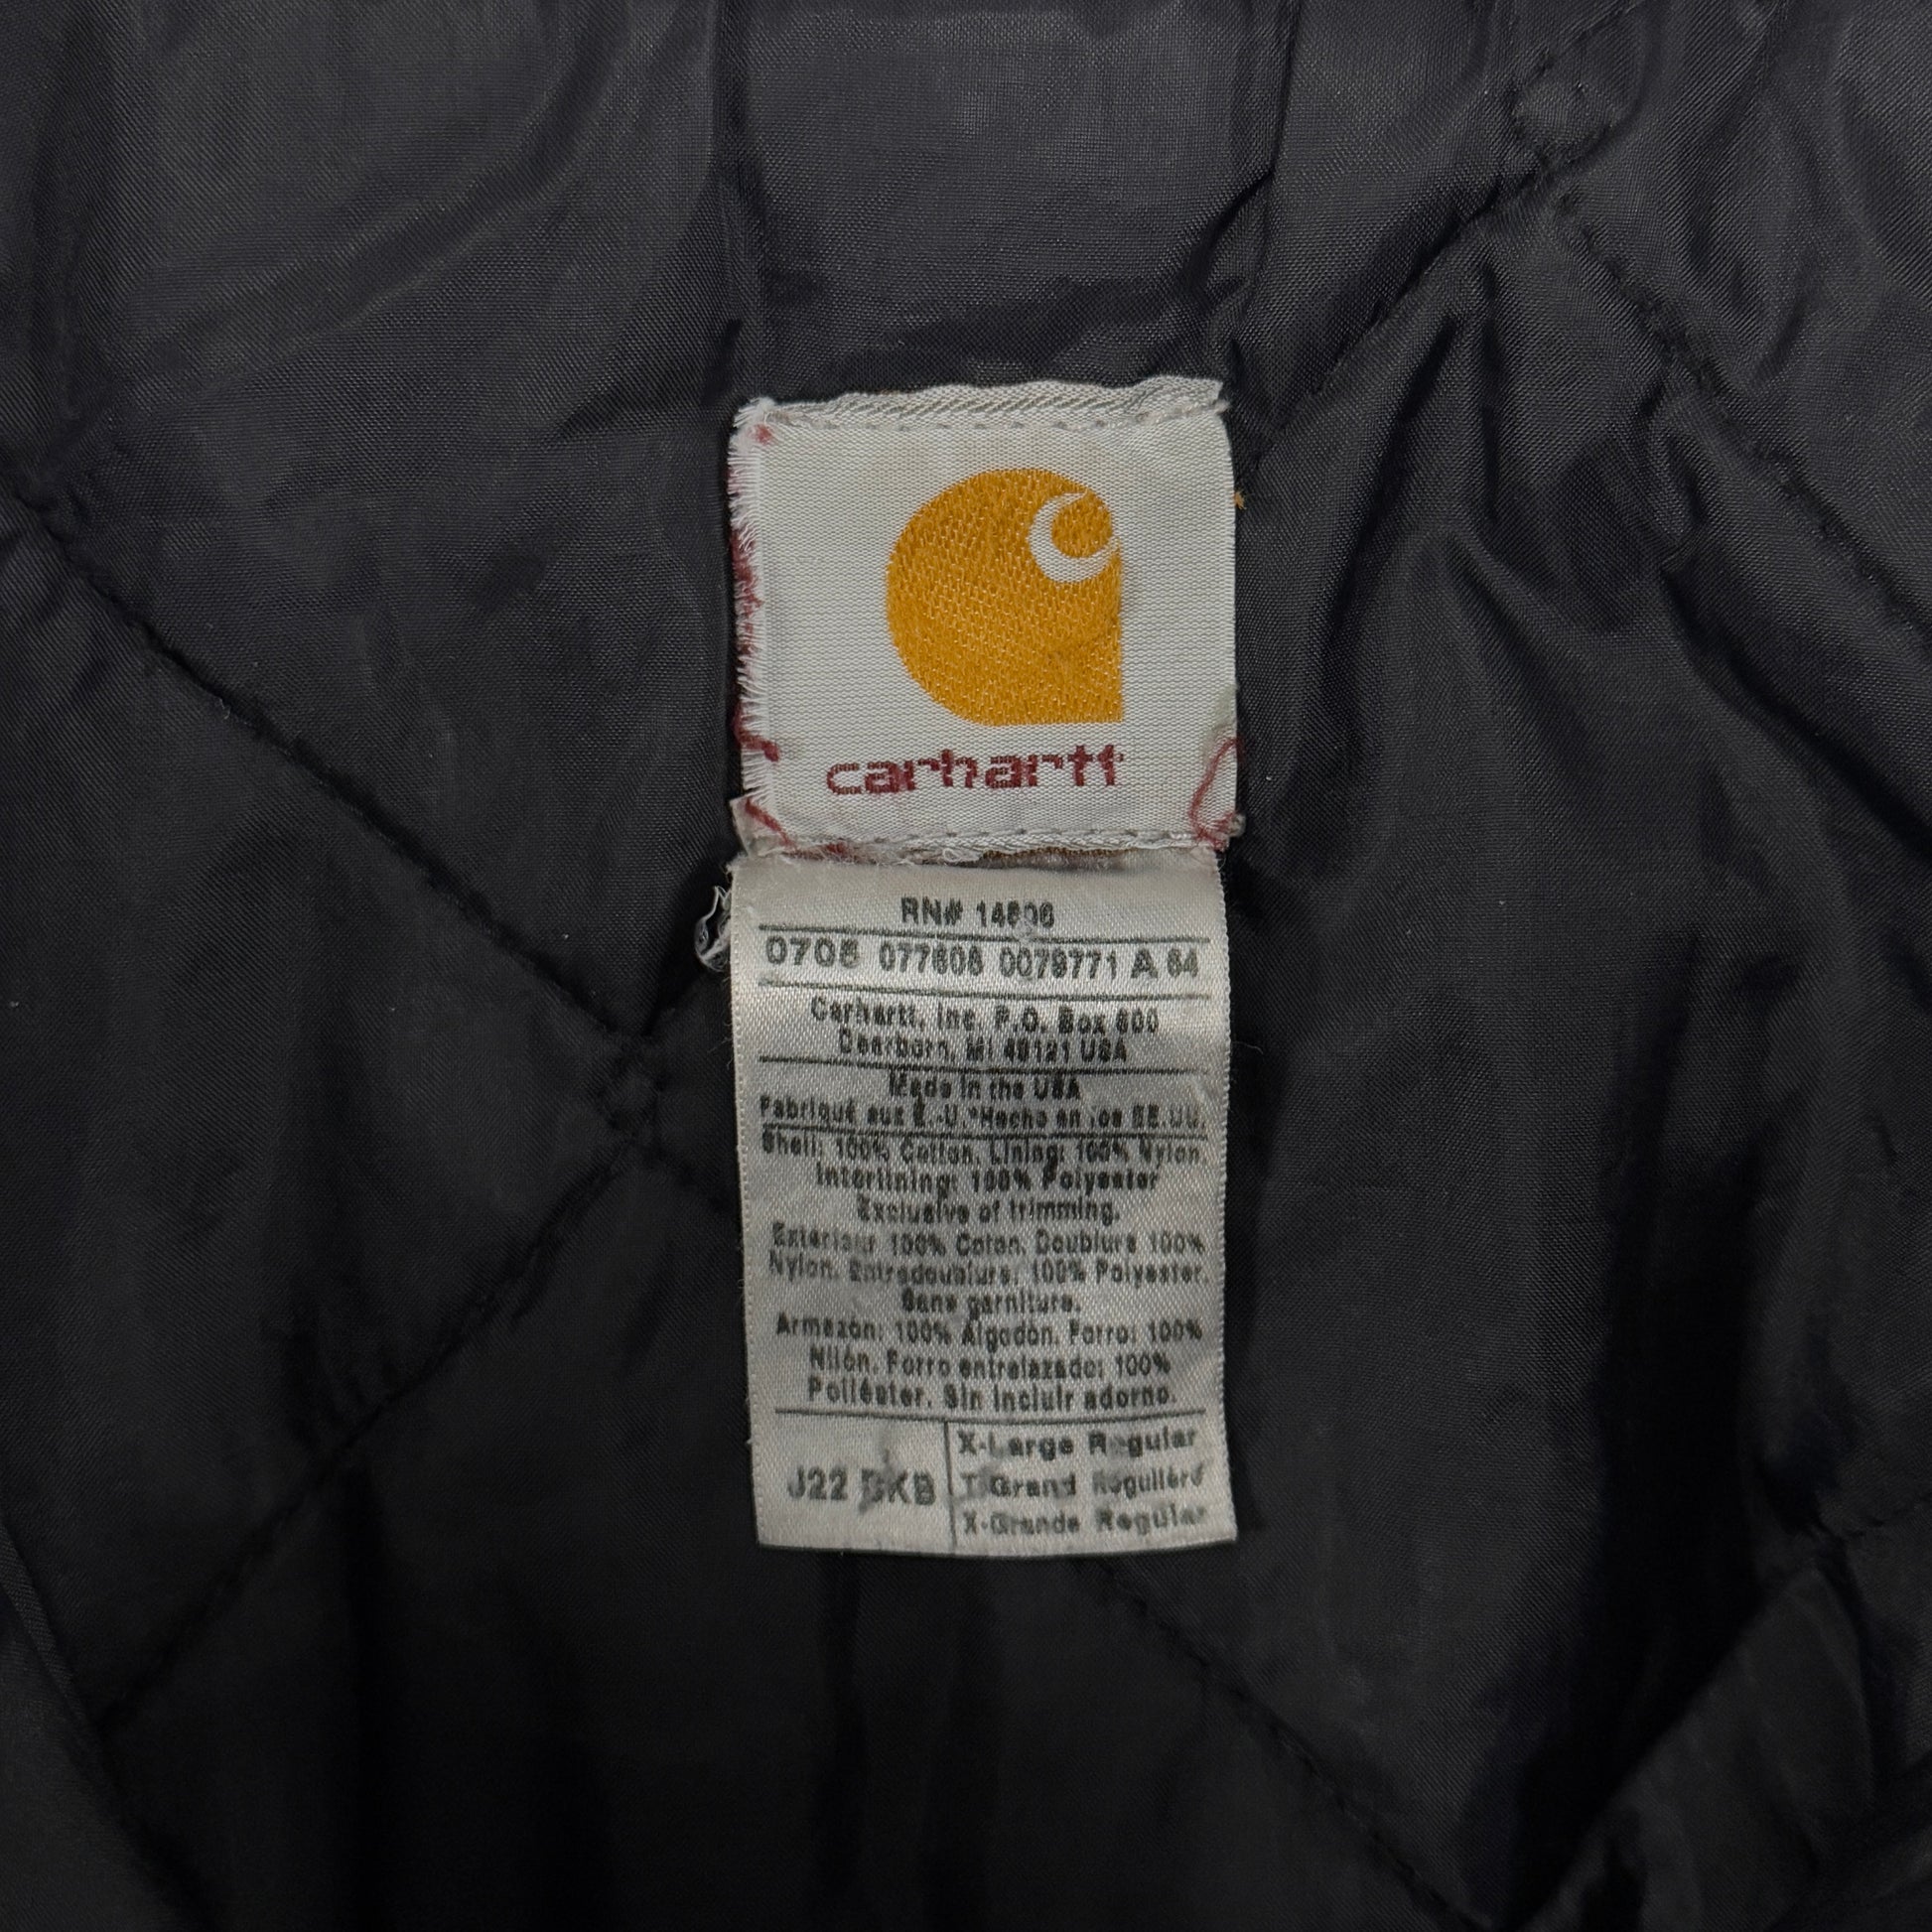 carhartt
RN# 14806
0705 077608 0079771 A 64
Carhartt, Inc. P.O. Box 600
Dearborn, MI 48121 USA
Made in the USA
Fabriqué aux É.-U.*Hecho en los EE.UU.
Shell: 100% Cotton. Lining: 100% Nylon.
Interlining: 100% Polyester
Exclusive of trimming.
Extérieur 100% Coton. Doublure 100%
Nylon. Entredoublure. 100% Polyester.
Sans garniture.
Armazón: 100% Algodón. Forro: 100%
Nilón. Forro entrelazado: 100%
Poliéster. Sin incluir adorno.
J22
X-Large Regular
T-Grand Regulière
X-Grande Regular